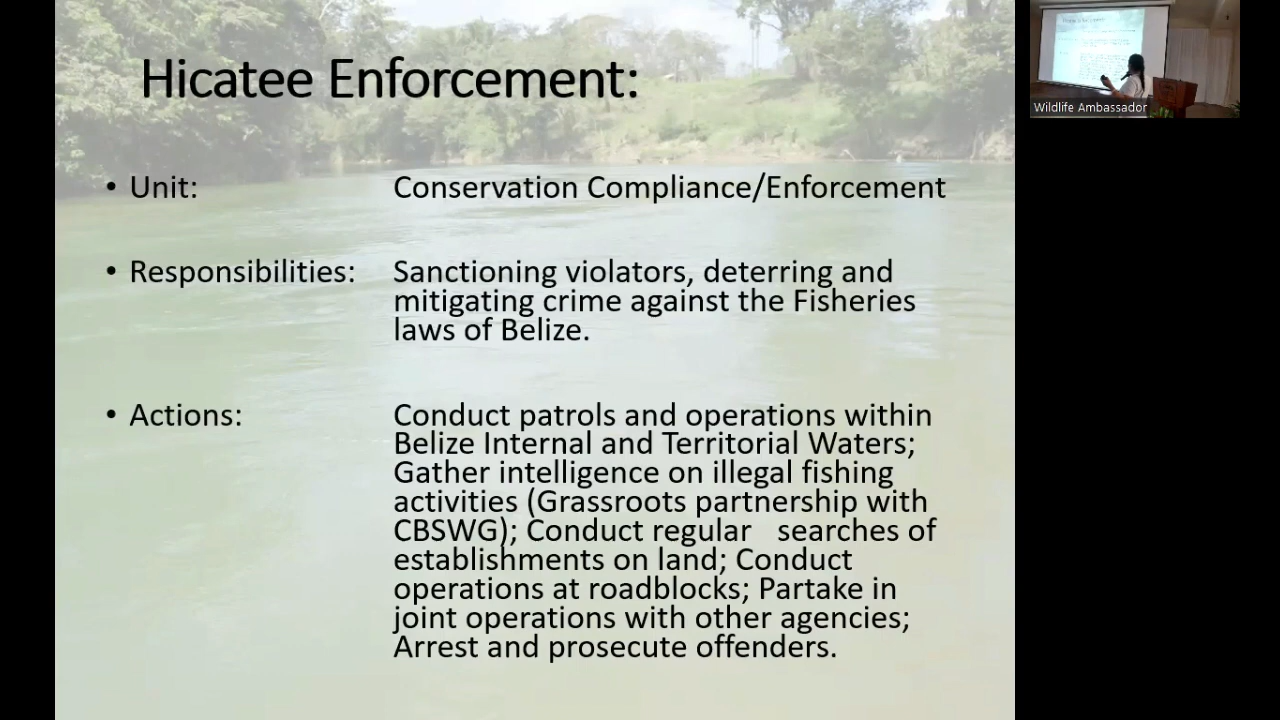 Hicatee Enforcement:
• Unit: Conservation Compliance/Enforcement
• Responsibilities: Sanctioning violators, deterring and
mitigating crime against the Fisheries
laws of Belize.
• Actions: Conduct patrols and operations within
Belize Internal and Territorial Waters;
Gather intelligence on illegal fishing
activities (Grassroots partnership with
CBSWG); Conduct regular searches of
establishments on land; Conduct
operations at roadblocks; Partake in
joint operations with other agencies;
Arrest and prosecute offenders.
Wildlife Ambassador